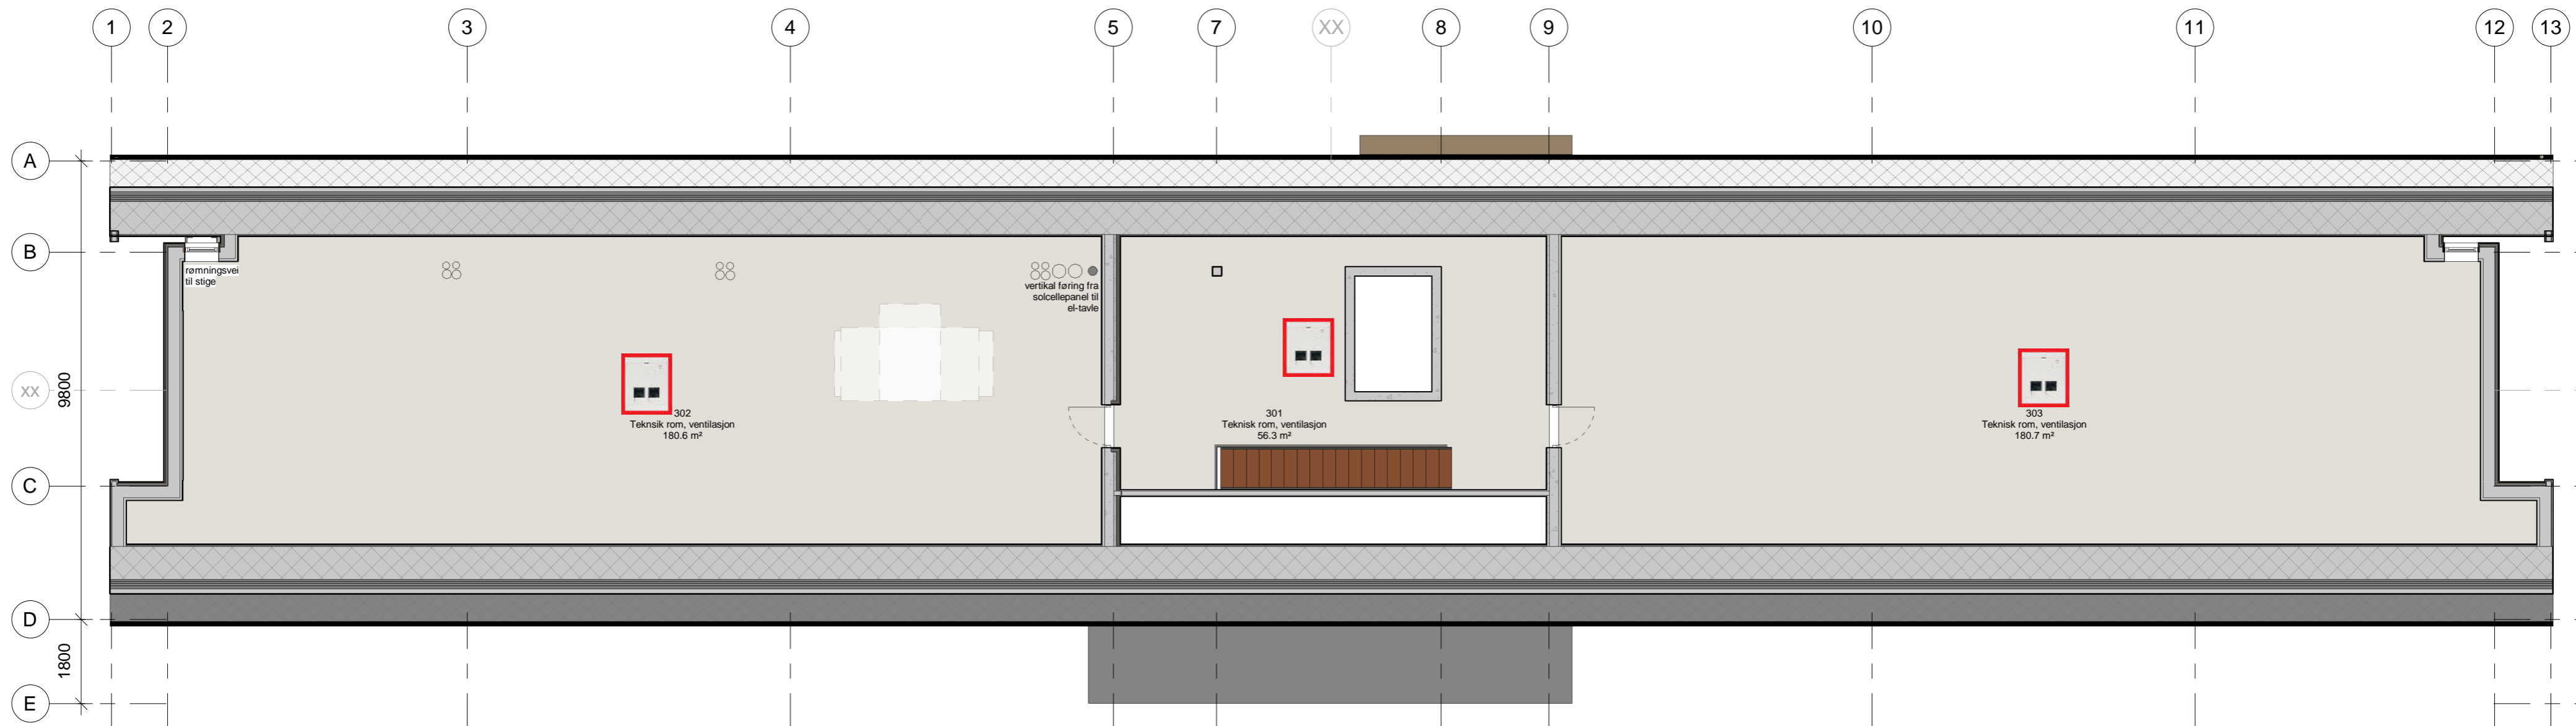 1 2 3 4 5 7 XX 8 9 10 11 12 13
A
B
rømningsvei
til stige
vertikal føring fra
solcellepanel til
el-tavle
XX
9800
302
Teknsik rom, ventilasjon
180.6 m²
301
Teknisk rom, ventilasjon
56.3 m²
303
Teknisk rom, ventilasjon
180.7 m²
C
D
1800
E